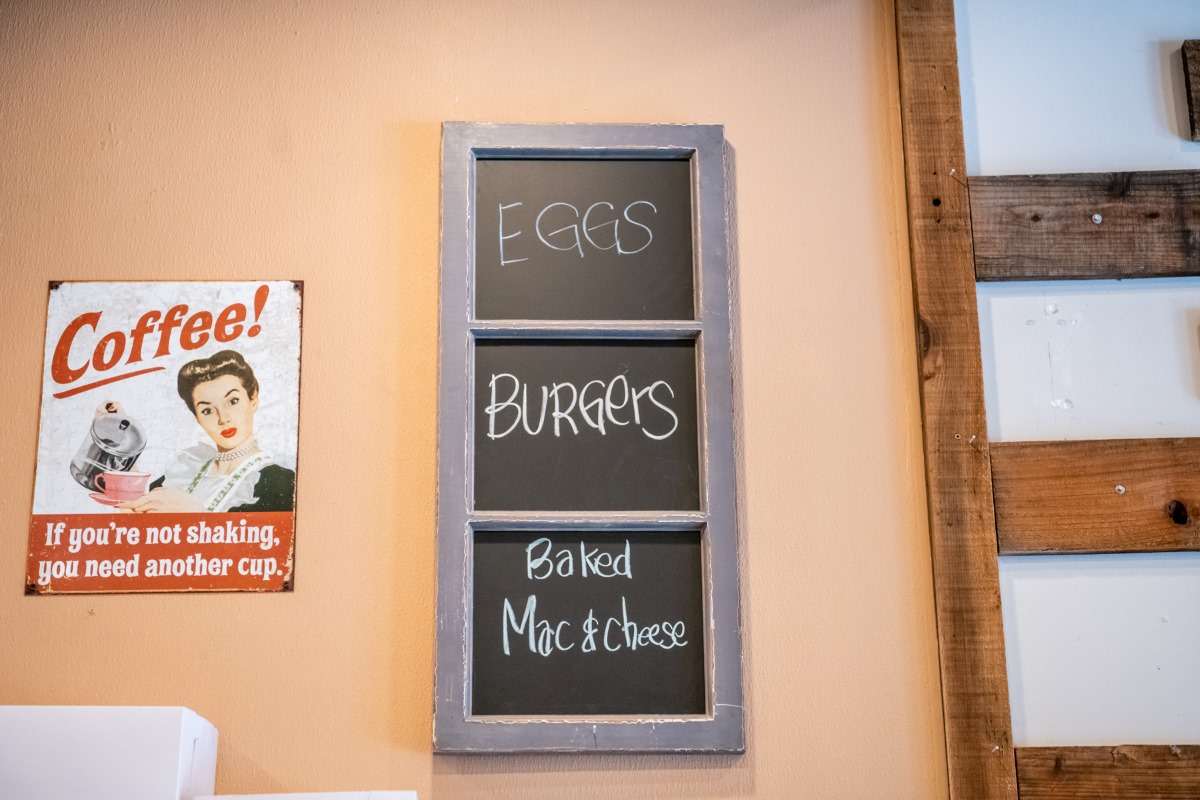 Coffee!
If you're not shaking,
you need another cup.
EGGS
BURGers
Baked
Mac & cheese